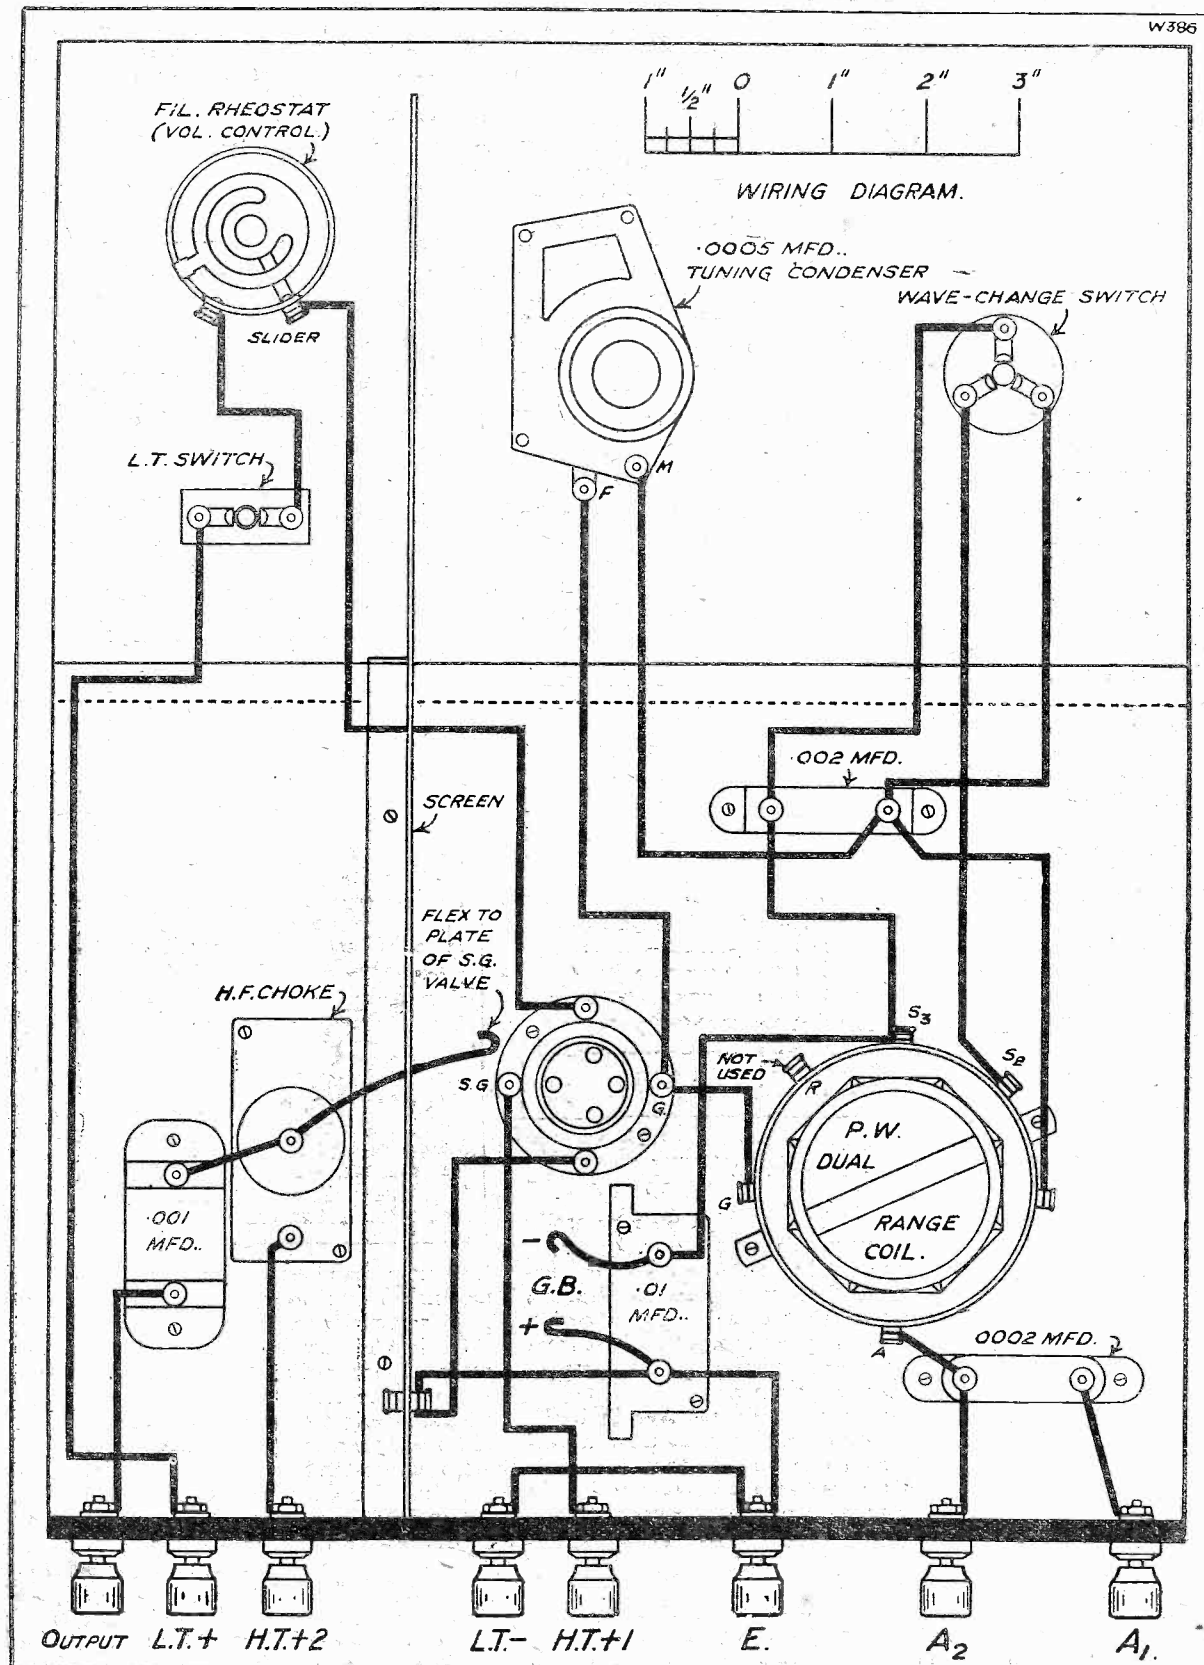 W386
1" 1/2" 0 1" 2" 3"
WIRING DIAGRAM.
FIL. RHEOSTAT
(VOL. CONTROL.)
SLIDER
L.T. SWITCH
.0005 MFD..
TUNING CONDENSER
M
F
WAVE-CHANGE SWITCH
.002 MFD.
SCREEN
FLEX TO
PLATE
OF S.G.
VALVE
H.F. CHOKE
S.G
G
NOT
USED
R
S3
S2
P.W.
DUAL
RANGE
COIL.
G
A
.001
MFD..
-
G.B.
+
.01
MFD..
.0002 MFD.
OUTPUT L.T.+ H.T.+2 L.T.- H.T.+1 E. A2 A1.